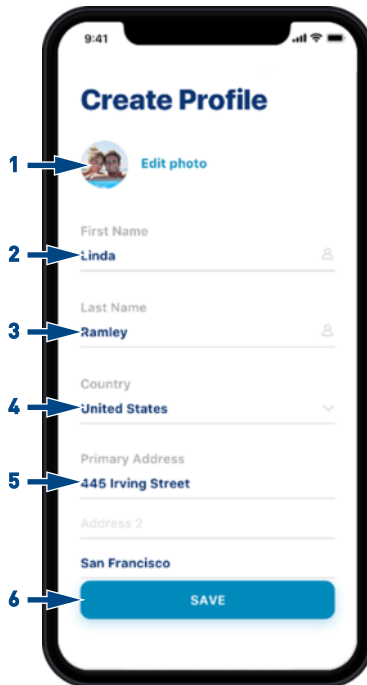 9:41
Create Profile
1
Edit photo
First Name
2 Linda
Last Name
3 Ramley
Country
4 United States
Primary Address
5 445 Irving Street
Address 2
San Francisco
6 SAVE